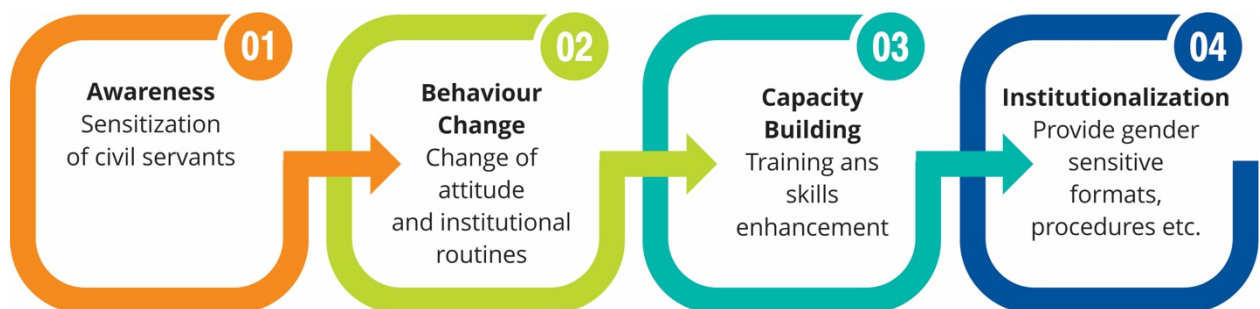 01
Awareness
Sensitization
of civil servants
02
Behaviour
Change
Change of
attitude
and institutional
routines
03
Capacity
Building
Training ans
skills
enhancement
04
Institutionalization
Provide gender
sensitive
formats,
procedures etc.